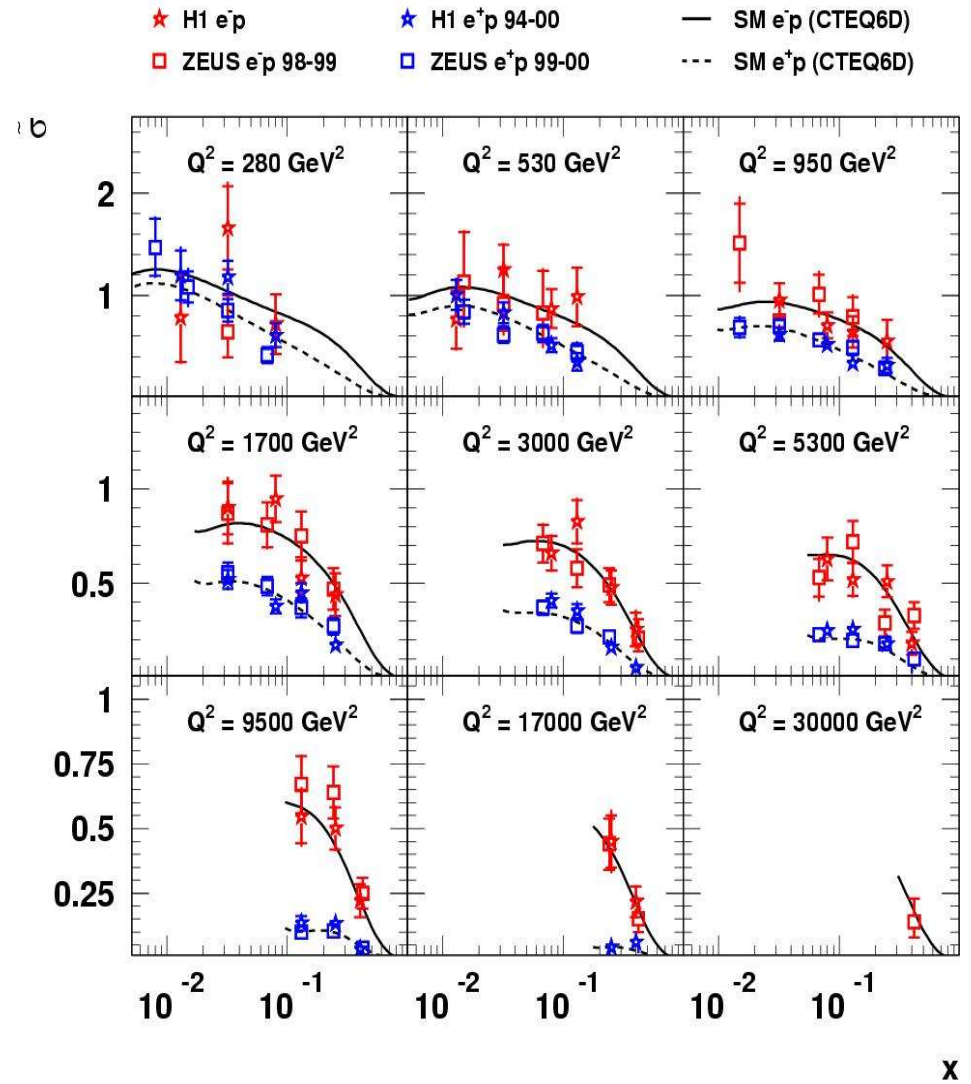 H1 e⁻p H1 e⁺p 94-00 SM e⁻p (CTEQ6D)
ZEUS e⁻p 98-99 ZEUS e⁺p 99-00 SM e⁺p (CTEQ6D)
σ̃
Q² = 280 GeV² Q² = 530 GeV² Q² = 950 GeV²
2
1
Q² = 1700 GeV² Q² = 3000 GeV² Q² = 5300 GeV²
1
0.5
Q² = 9500 GeV² Q² = 17000 GeV² Q² = 30000 GeV²
1
0.75
0.5
0.25
10⁻² 10⁻¹ 10⁻² 10⁻¹ 10⁻² 10⁻¹
x